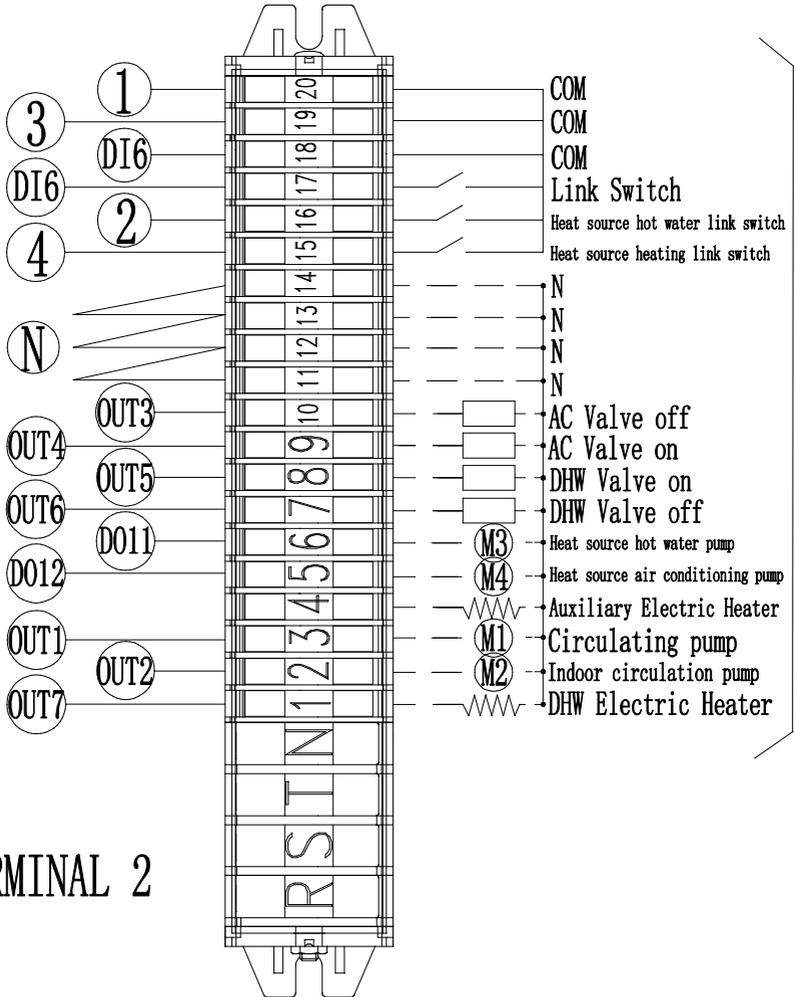 1 20 COM
3 19 COM
DI6 18 COM
DI6 17 Link Switch
2 16 Heat source hot water link switch
4 15 Heat source heating link switch
14 N
13 N
N 12 N
11 N
OUT3 10 AC Valve off
OUT4 9 AC Valve on
OUT5 8 DHW Valve on
OUT6 7 DHW Valve off
DO11 6 M3 Heat source hot water pump
DO12 5 M4 Heat source air conditioning pump
4 Auxiliary Electric Heater
OUT1 3 M1 Circulating pump
OUT2 2 M2 Indoor circulation pump
OUT7 1 DHW Electric Heater
N
T
S
R
RMINAL 2